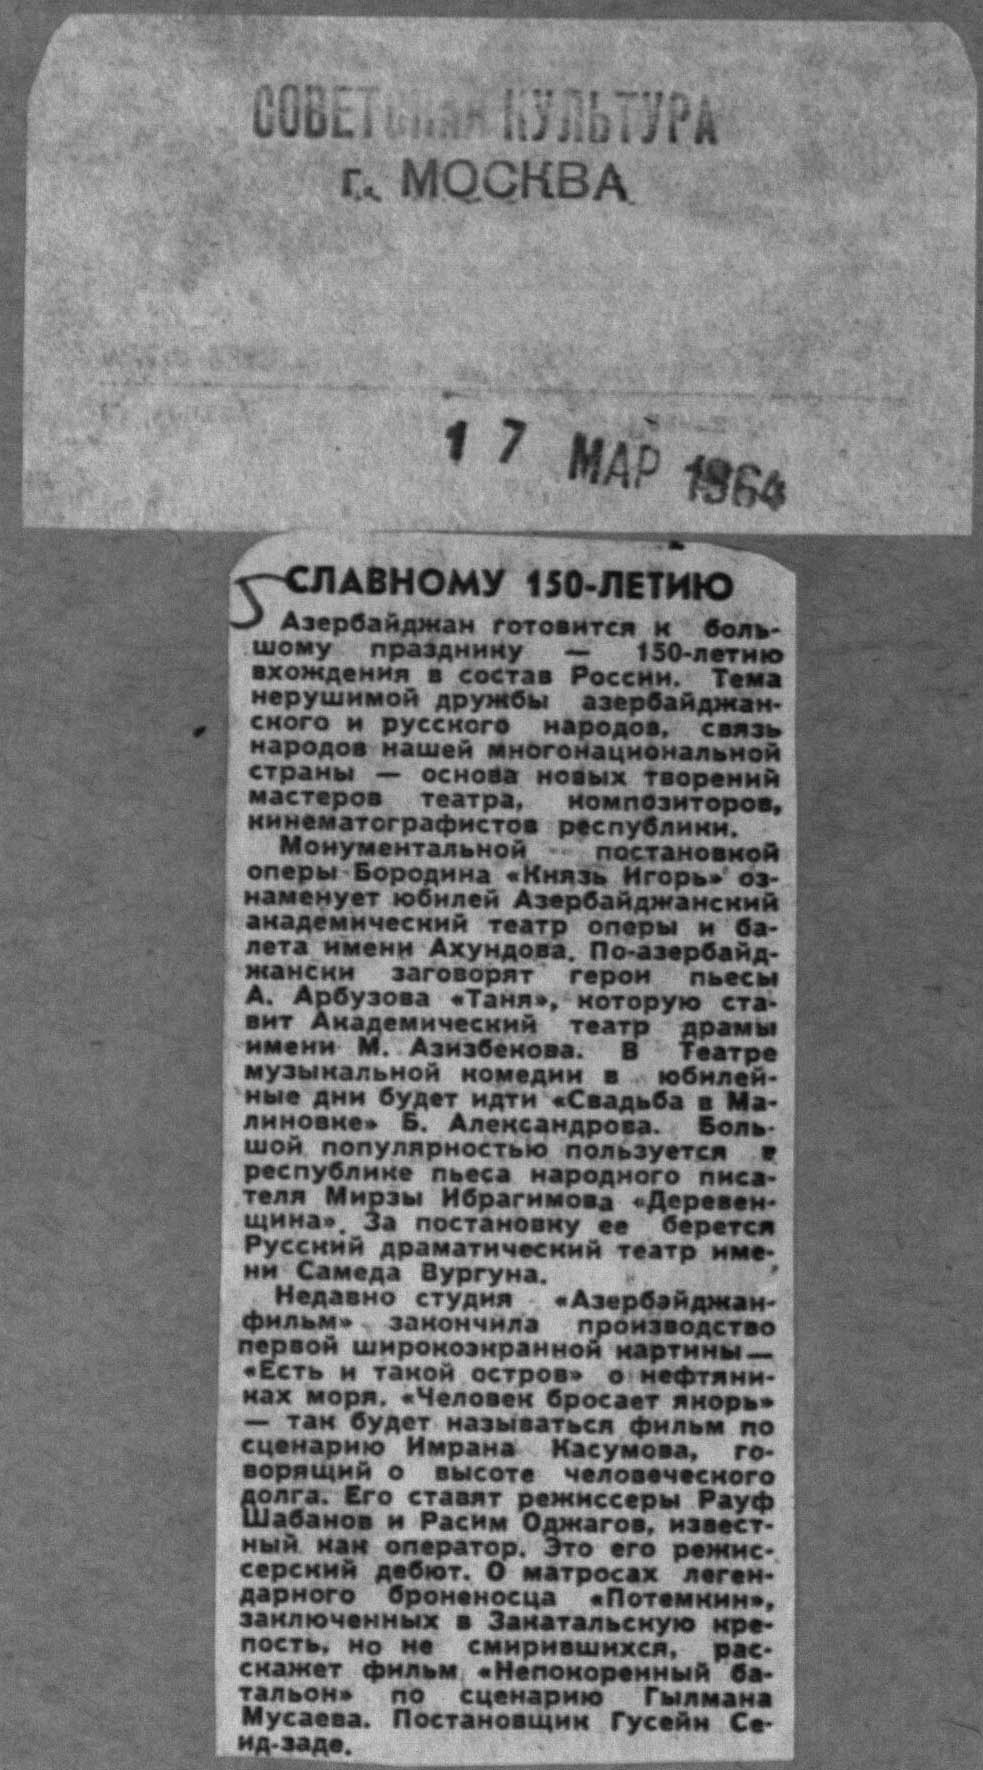 СОВЕТСКАЯ КУЛЬТУРА
г. МОСКВА
17 МАР 1964
СЛАВНОМУ 150-ЛЕТИЮ
Азербайджан готовится к боль-
шому празднику — 150-летию
вхождения в состав России. Тема
нерушимой дружбы азербайджан-
ского и русского народов, связь
народов нашей многонациональной
страны — основа новых творений
мастеров театра, композиторов,
кинематографистов республики.
Монументальной постановкой
оперы Бородина «Князь Игорь» оз-
наменует юбилей Азербайджанский
академический театр оперы и ба-
лета имени Ахундова. По-азербайд-
жански заговорят герои пьесы
А. Арбузова «Таня», которую ста-
вит Академический театр драмы
имени М. Азизбекова. В Театре
музыкальной комедии в юбилей-
ные дни будет идти «Свадьба в Ма-
линовке» Б. Александрова. Боль-
шой популярностью пользуется в
республике пьеса народного писа-
теля Мирзы Ибрагимова «Деревен-
щина». За постановку ее берется
Русский драматический театр име-
ни Самеда Вургуна.
Недавно студия «Азербайджан-
фильм» закончила производство
первой широкоэкранной картины—
«Есть и такой остров» о нефтяни-
ках моря. «Человек бросает якорь»
— так будет называться фильм по
сценарию Имрана Касумова, го-
ворящий о высоте человеческого
долга. Его ставят режиссеры Рауф
Шабанов и Расим Оджагов, извест-
ный как оператор. Это его режис-
серский дебют. О матросах леген-
дарного броненосца «Потемкин»,
заключенных в Закатальскую кре-
пость, но не смирившихся, рас-
скажет фильм «Непокоренный ба-
тальон» по сценарию Гылмана
Мусаева. Постановщик Гусейн Се-
ид-заде.